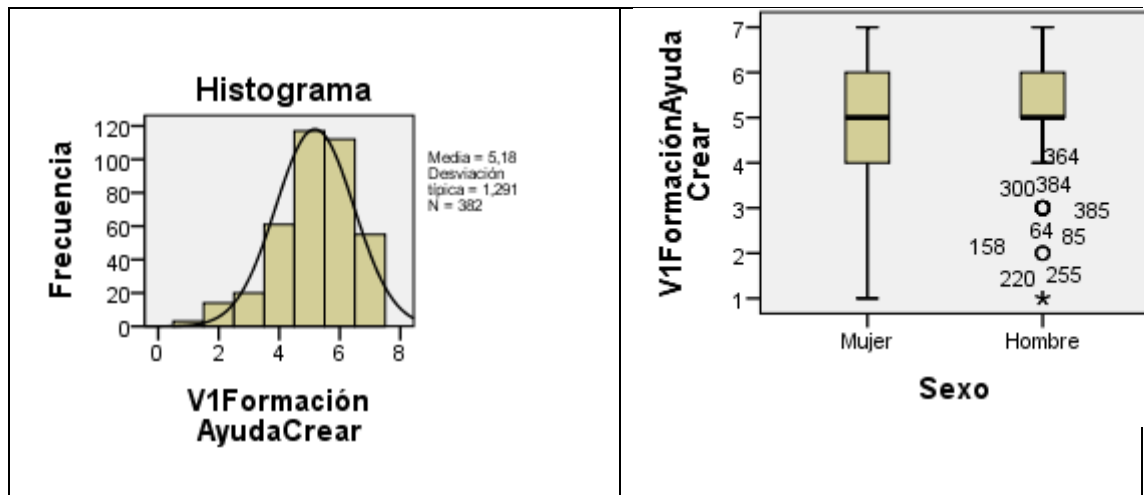 Histograma
Frecuencia
120
100
80
60
40
20
0
0 2 4 6 8
V1Formación
AyudaCrear
Media = 5,18
Desviación
típica = 1,291
N = 382
V1FormaciónAyuda
Crear
7
6
5
4
3
2
1
364
300 384
385
64
85
158
220 255
Mujer Hombre
Sexo